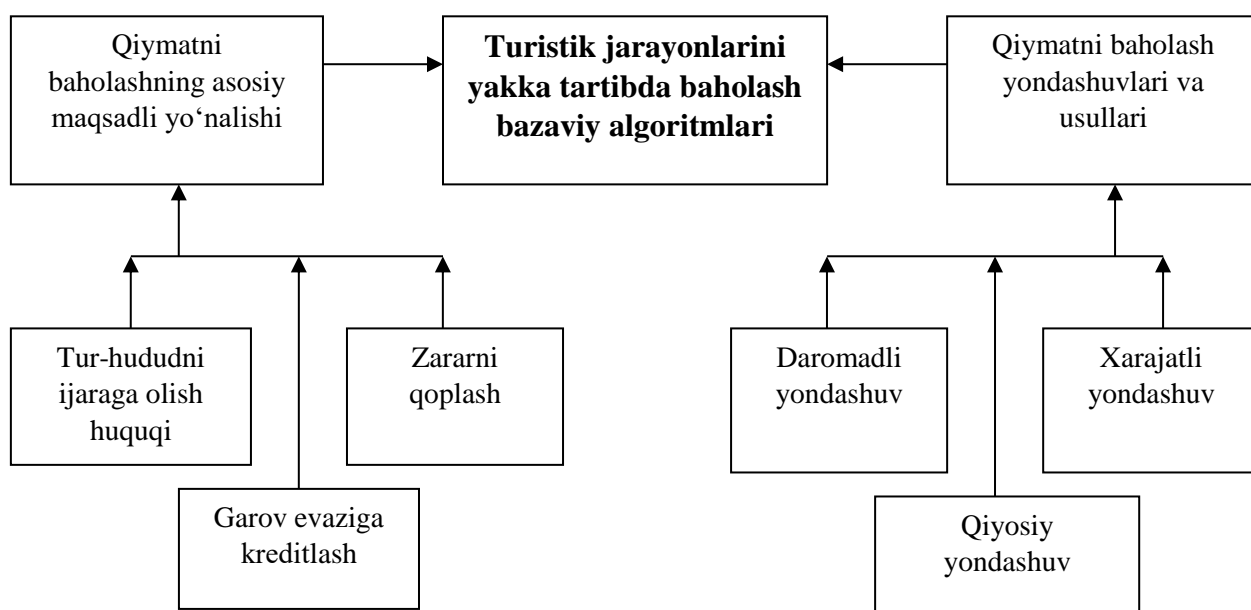 Qiymatni
baholashning asosiy
maqsadli yo‘nalishi
Turistik jarayonlarini
yakka tartibda baholash
bazaviy algoritmlari
Qiymatni baholash
yondashuvlari va
usullari
Tur-hududni
ijaraga olish
huquqi
Zararni
qoplash
Daromadli
yondashuv
Xarajatli
yondashuv
Garov evaziga
kreditlash
Qiyosiy
yondashuv